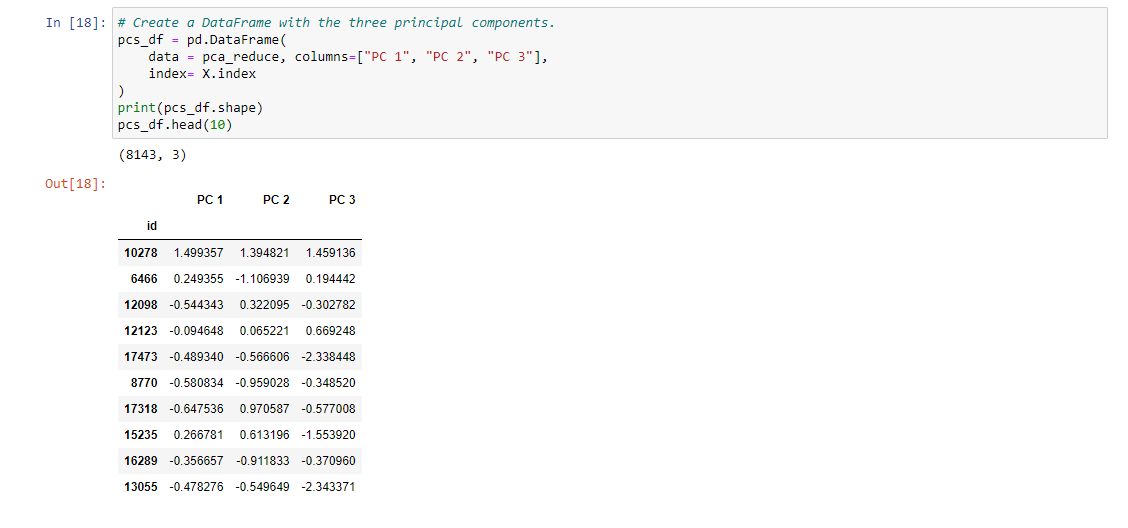 In [18]: # Create a DataFrame with the three principal components.
pcs_df = pd.DataFrame(
    data = pca_reduce, columns=["PC 1", "PC 2", "PC 3"],
    index= X.index
)
print(pcs_df.shape)
pcs_df.head(10)
(8143, 3)
Out[18]:
PC 1 PC 2 PC 3
id
10278 1.499357 1.394821 1.459136
6466 0.249355 -1.106939 0.194442
12098 -0.544343 0.322095 -0.302782
12123 -0.094648 0.065221 0.669248
17473 -0.489340 -0.566606 -2.338448
8770 -0.580834 -0.959028 -0.348520
17318 -0.647536 0.970587 -0.577008
15235 0.266781 0.613196 -1.553920
16289 -0.356657 -0.911833 -0.370960
13055 -0.478276 -0.549649 -2.343371